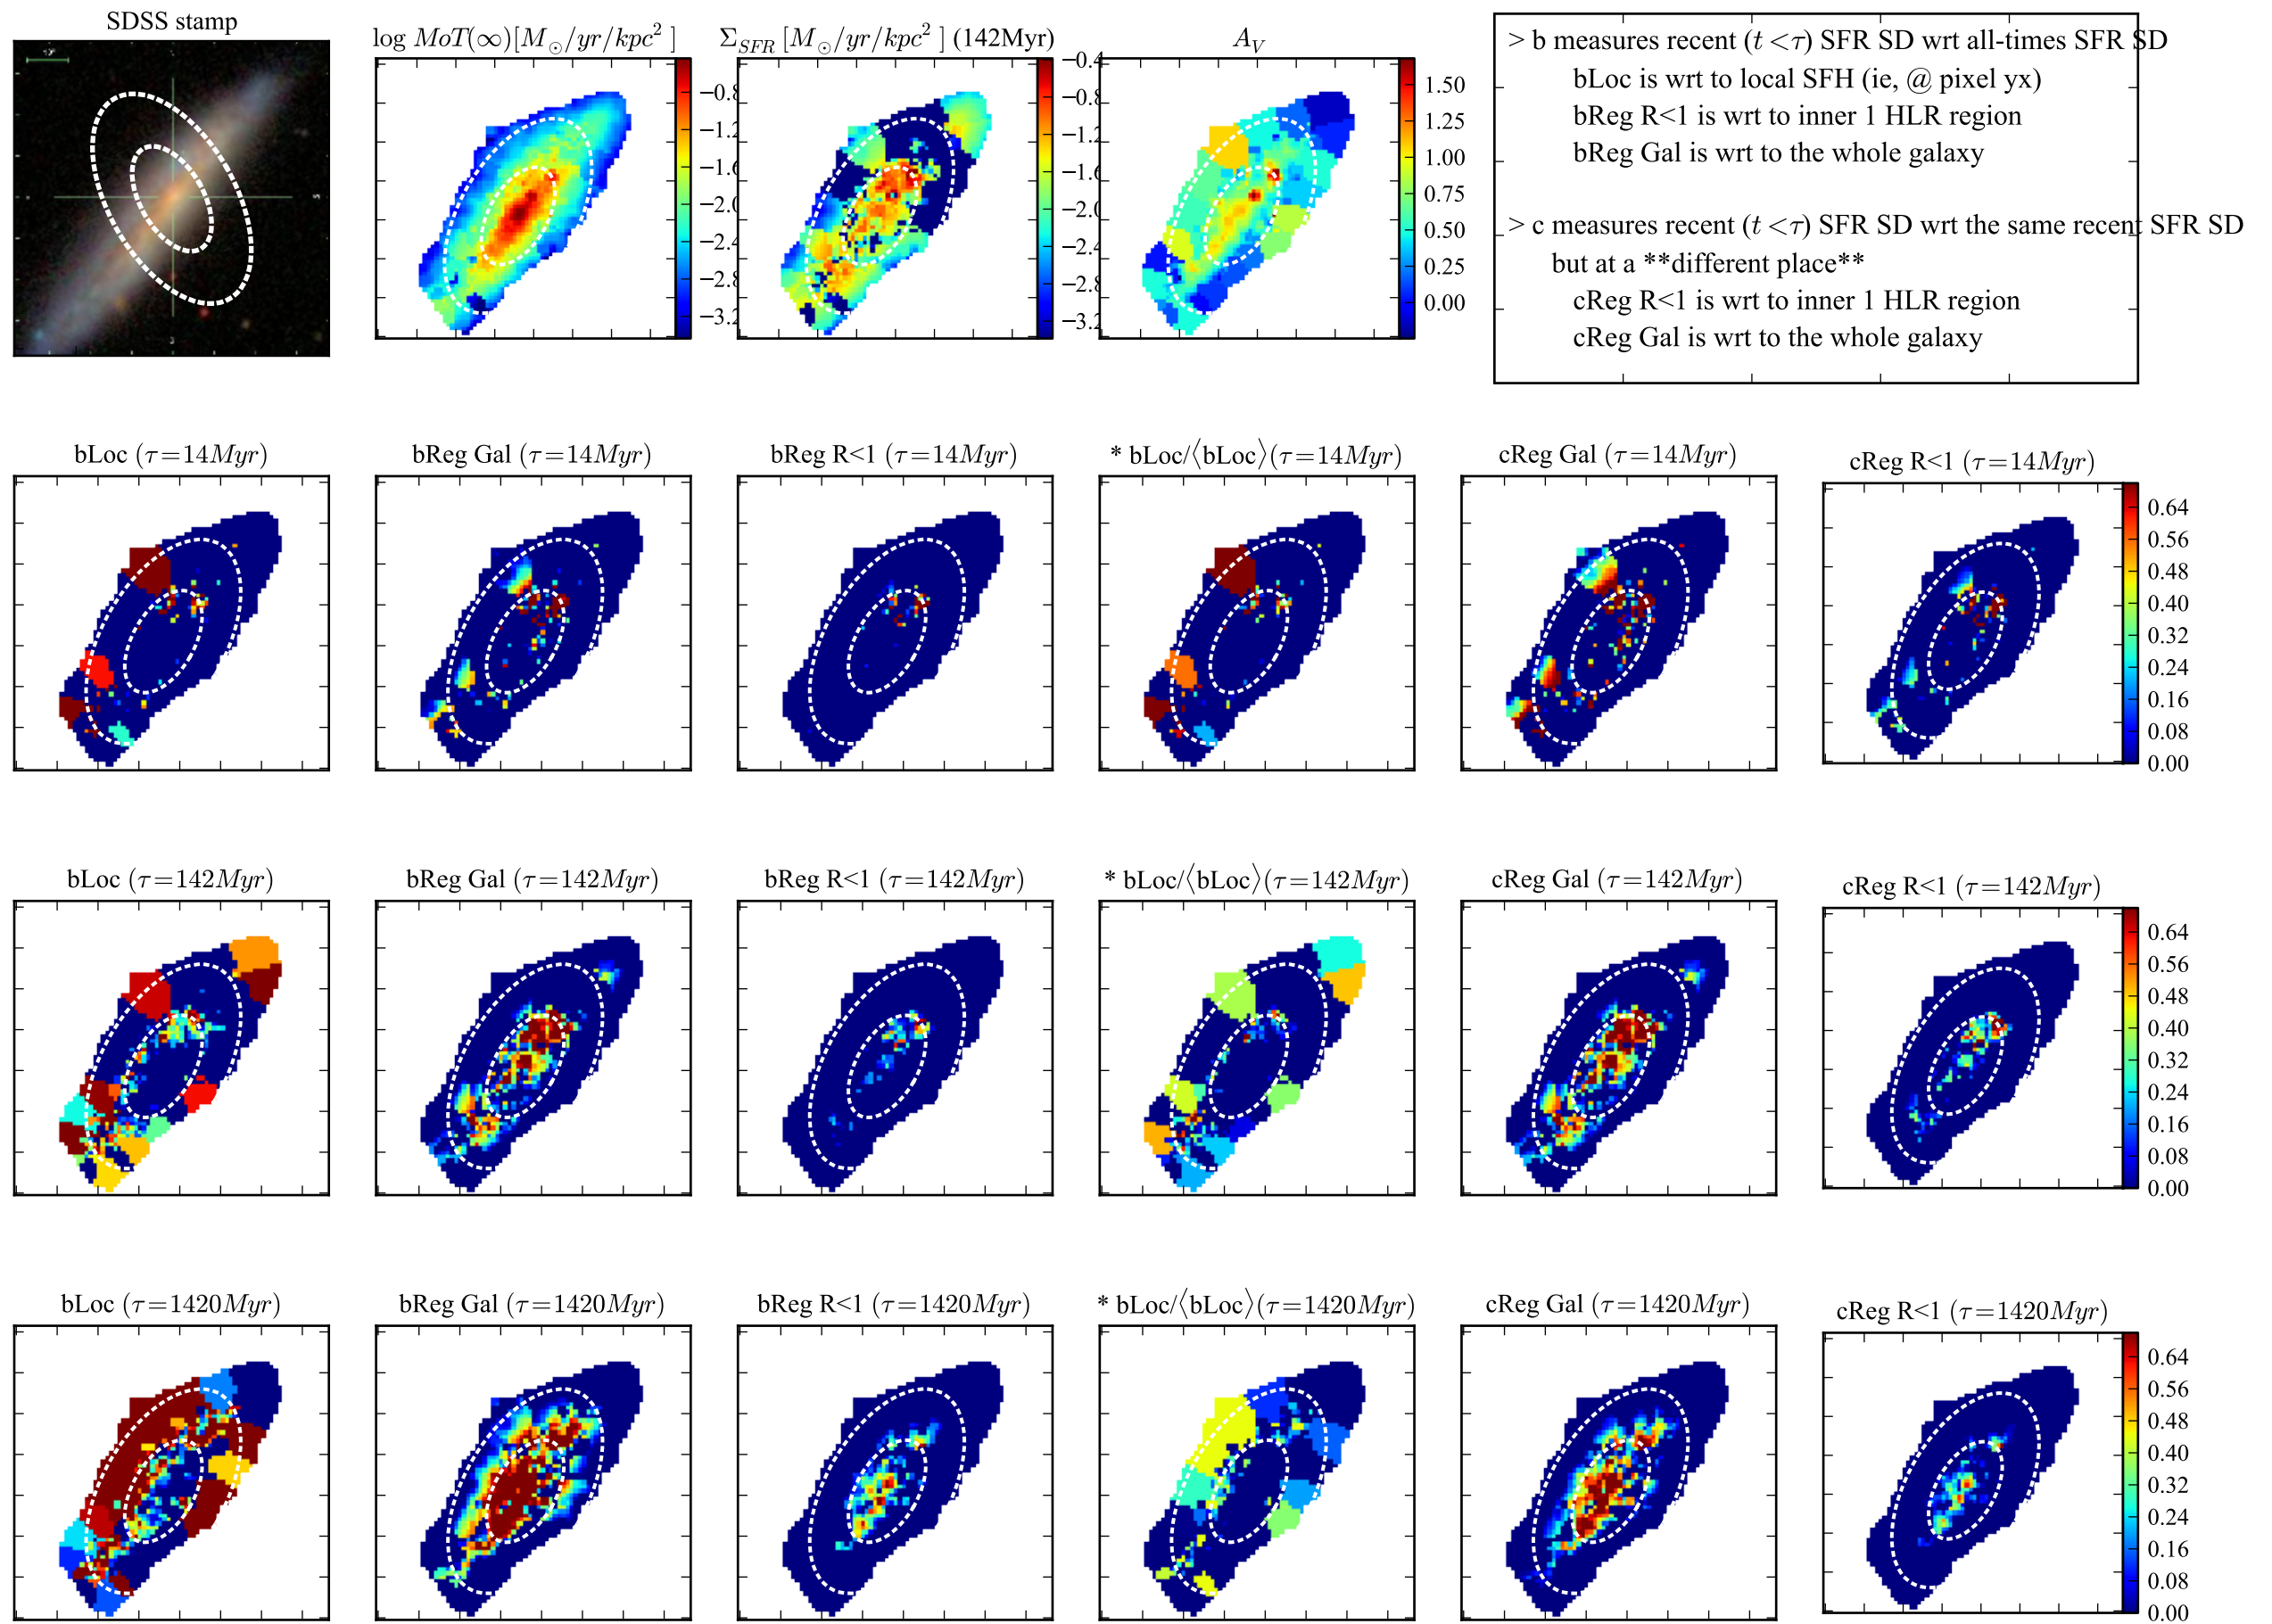 SDSS stamp
log MoT(∞)[M⊙/yr/kpc² ]
Σ_SFR [M⊙/yr/kpc² ] (142Myr)
A_V
−0.8
−1.2
−1.6
−2.0
−2.4
−2.8
−3.2
−0.4
−0.8
−1.2
−1.6
−2.0
−2.4
−2.8
−3.2
1.50
1.25
1.00
0.75
0.50
0.25
0.00
> b measures recent (t <τ) SFR SD wrt all-times SFR SD
bLoc is wrt to local SFH (ie, @ pixel yx)
bReg R<1 is wrt to inner 1 HLR region
bReg Gal is wrt to the whole galaxy
> c measures recent (t <τ) SFR SD wrt the same recent SFR SD
but at a **different place**
cReg R<1 is wrt to inner 1 HLR region
cReg Gal is wrt to the whole galaxy
bLoc (τ=14Myr)
bReg Gal (τ=14Myr)
bReg R<1 (τ=14Myr)
* bLoc/⟨bLoc⟩(τ=14Myr)
cReg Gal (τ=14Myr)
cReg R<1 (τ=14Myr)
0.64
0.56
0.48
0.40
0.32
0.24
0.16
0.08
0.00
bLoc (τ=142Myr)
bReg Gal (τ=142Myr)
bReg R<1 (τ=142Myr)
* bLoc/⟨bLoc⟩(τ=142Myr)
cReg Gal (τ=142Myr)
cReg R<1 (τ=142Myr)
0.64
0.56
0.48
0.40
0.32
0.24
0.16
0.08
0.00
bLoc (τ=1420Myr)
bReg Gal (τ=1420Myr)
bReg R<1 (τ=1420Myr)
* bLoc/⟨bLoc⟩(τ=1420Myr)
cReg Gal (τ=1420Myr)
cReg R<1 (τ=1420Myr)
0.64
0.56
0.48
0.40
0.32
0.24
0.16
0.08
0.00